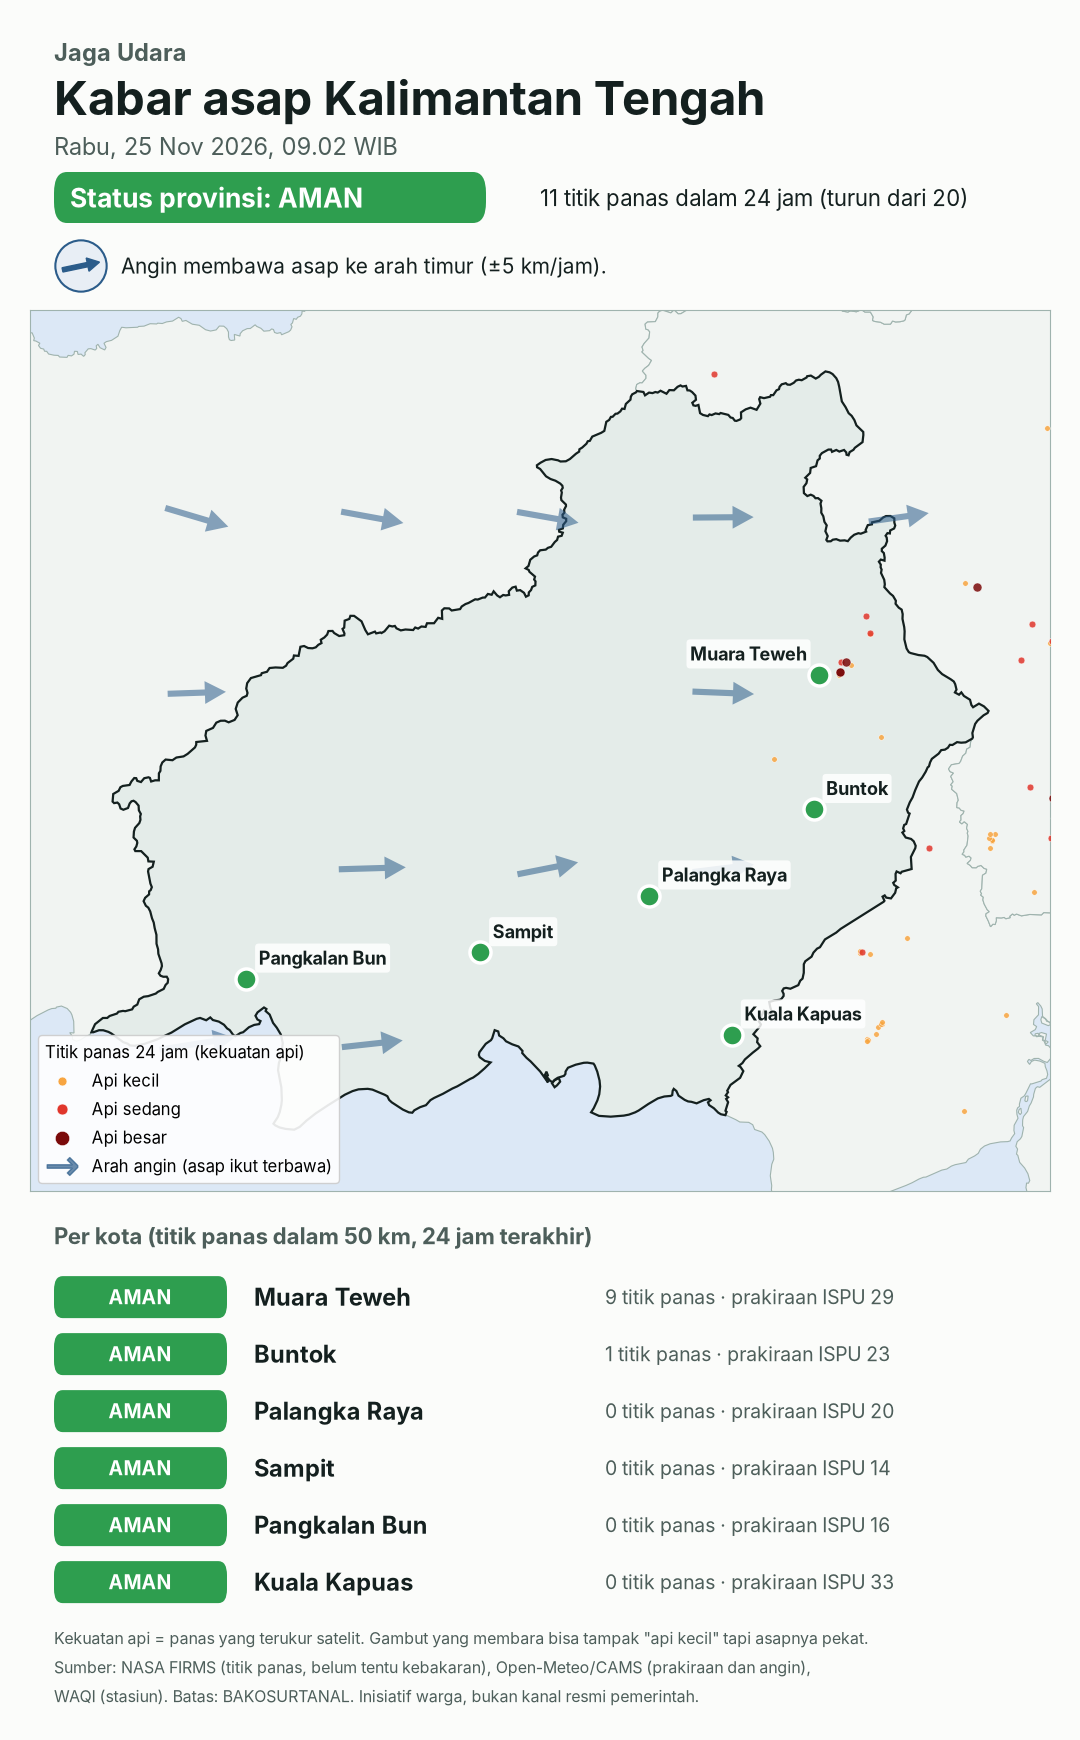 Jaga Udara
Kabar asap Kalimantan Tengah
Rabu, 25 Nov 2026, 09.02 WIB
Status provinsi: AMAN
11 titik panas dalam 24 jam (turun dari 20)
Angin membawa asap ke arah timur (±5 km/jam).
Muara Teweh
Buntok
Palangka Raya
Sampit
Pangkalan Bun
Kuala Kapuas
Titik panas 24 jam (kekuatan api)
Api kecil
Api sedang
Api besar
Arah angin (asap ikut terbawa)
Per kota (titik panas dalam 50 km, 24 jam terakhir)
AMAN Muara Teweh 9 titik panas · prakiraan ISPU 29
AMAN Buntok 1 titik panas · prakiraan ISPU 23
AMAN Palangka Raya 0 titik panas · prakiraan ISPU 20
AMAN Sampit 0 titik panas · prakiraan ISPU 14
AMAN Pangkalan Bun 0 titik panas · prakiraan ISPU 16
AMAN Kuala Kapuas 0 titik panas · prakiraan ISPU 33
Kekuatan api = panas yang terukur satelit. Gambut yang membara bisa tampak "api kecil" tapi asapnya pekat.
Sumber: NASA FIRMS (titik panas, belum tentu kebakaran), Open-Meteo/CAMS (prakiraan dan angin),
WAQI (stasiun). Batas: BAKOSURTANAL. Inisiatif warga, bukan kanal resmi pemerintah.